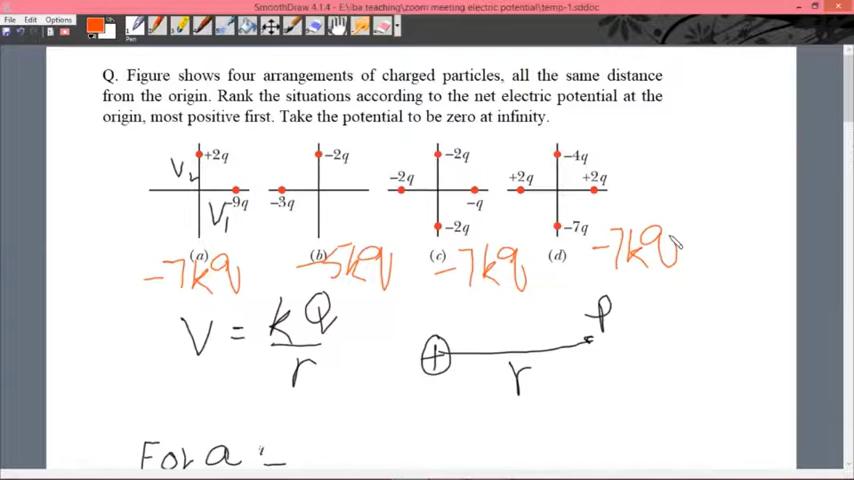 SmoothDraw 4.1.4 - E:\iba teaching\zoom meeting electric potential\temp-1.sddoc
File Edit Options
Q. Figure shows four arrangements of charged particles, all the same distance
from the origin. Rank the situations according to the net electric potential at the
origin, most positive first. Take the potential to be zero at infinity.
+2q -2q -2q -4q
V2 -2q +2q +2q
-9q -3q -q
V1 -2q -7q
(a) (b) (c) (d)
-7kq -5kq -7kq -7kq
V = kQ/r
P
r
For a :-